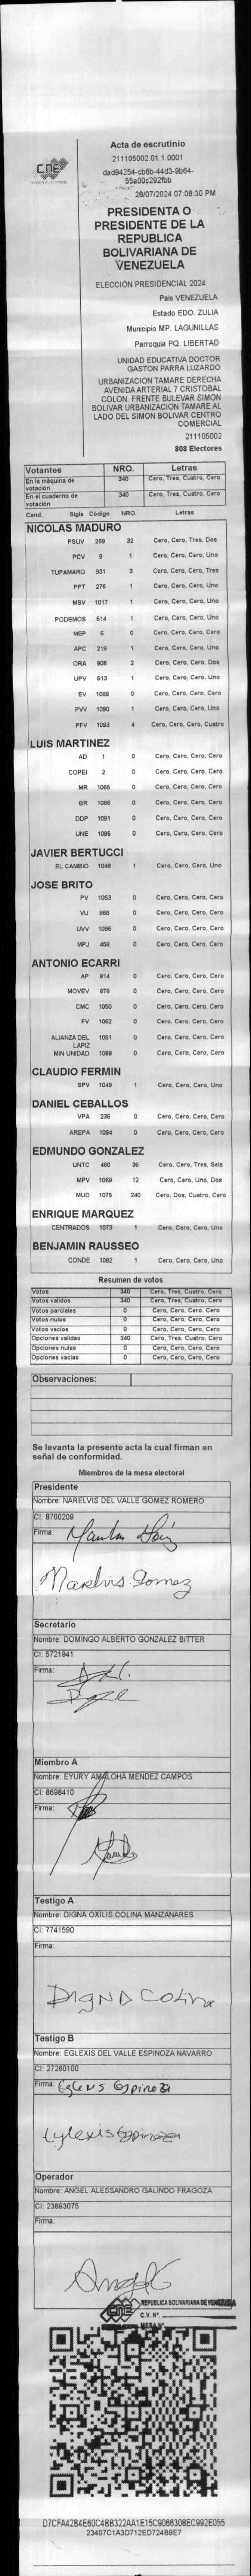 CNE
Acta de escrutinio
211105002.01.1.0001
dad94254-cb6b-44d3-9b64-
55a00c292fbb
28/07/2024 07:08:30 PM
PRESIDENTA O
PRESIDENTE DE LA
REPUBLICA
BOLIVARIANA DE
VENEZUELA
ELECCIÓN PRESIDENCIAL 2024
Pais VENEZUELA
Estado EDO. ZULIA
Municipio MP. LAGUNILLAS
Parroquia PQ. LIBERTAD
UNIDAD EDUCATIVA DOCTOR
GASTON PARRA LUZARDO
URBANIZACION TAMARE DERECHA
AVENIDA ARTERIAL 7 CRISTOBAL
COLON. FRENTE BULEVAR SIMON
BOLIVAR URBANIZACION TAMARE AL
LADO DEL SIMON BOLIVAR CENTRO
COMERCIAL
211105002
808 Electores
Votantes NRO. Letras
En la máquina de votación 340 Cero, Tres, Cuatro, Cero
En el cuaderno de votación 340 Cero, Tres, Cuatro, Cero
Cand. Sigla Código NRO. Letras
NICOLAS MADURO
PSUV 269 32 Cero, Cero, Tres, Dos
PCV 9 1 Cero, Cero, Cero, Uno
TUPAMARO 931 3 Cero, Cero, Cero, Tres
PPT 276 1 Cero, Cero, Cero, Uno
MSV 1017 1 Cero, Cero, Cero, Uno
PODEMOS 514 1 Cero, Cero, Cero, Uno
MEP 6 0 Cero, Cero, Cero, Cero
APC 219 1 Cero, Cero, Cero, Uno
ORA 906 2 Cero, Cero, Cero, Dos
UPV 513 1 Cero, Cero, Cero, Uno
EV 1089 0 Cero, Cero, Cero, Cero
PVV 1090 1 Cero, Cero, Cero, Uno
PFV 1093 4 Cero, Cero, Cero, Cuatro
LUIS MARTINEZ
AD 1 0 Cero, Cero, Cero, Cero
COPEI 2 0 Cero, Cero, Cero, Cero
MR 1065 0 Cero, Cero, Cero, Cero
BR 1066 0 Cero, Cero, Cero, Cero
DDP 1091 0 Cero, Cero, Cero, Cero
UNE 1095 0 Cero, Cero, Cero, Cero
JAVIER BERTUCCI
EL CAMBIO 1048 1 Cero, Cero, Cero, Uno
JOSE BRITO
PV 1053 0 Cero, Cero, Cero, Cero
VU 868 0 Cero, Cero, Cero, Cero
UVV 1096 0 Cero, Cero, Cero, Cero
MPJ 458 0 Cero, Cero, Cero, Cero
ANTONIO ECARRI
AP 914 0 Cero, Cero, Cero, Cero
MOVEV 978 0 Cero, Cero, Cero, Cero
CMC 1050 0 Cero, Cero, Cero, Cero
FV 1062 0 Cero, Cero, Cero, Cero
ALIANZA DEL LAPIZ 1051 0 Cero, Cero, Cero, Cero
MIN UNIDAD 1068 0 Cero, Cero, Cero, Cero
CLAUDIO FERMIN
SPV 1049 1 Cero, Cero, Cero, Uno
DANIEL CEBALLOS
VPA 236 0 Cero, Cero, Cero, Cero
AREPA 1084 0 Cero, Cero, Cero, Cero
EDMUNDO GONZALEZ
UNTC 460 36 Cero, Cero, Tres, Seis
MPV 1069 12 Cero, Cero, Uno, Dos
MUD 1075 240 Cero, Dos, Cuatro, Cero
ENRIQUE MARQUEZ
CENTRADOS 1073 1 Cero, Cero, Cero, Uno
BENJAMIN RAUSSEO
CONDE 1082 1 Cero, Cero, Cero, Uno
Resumen de votos
Votos 340 Cero, Tres, Cuatro, Cero
Votos validos 340 Cero, Tres, Cuatro, Cero
Votos parciales 0 Cero, Cero, Cero, Cero
Votos nulos 0 Cero, Cero, Cero, Cero
Votos vacios 0 Cero, Cero, Cero, Cero
Opciones validas 340 Cero, Tres, Cuatro, Cero
Opciones nulas 0 Cero, Cero, Cero, Cero
Opciones vacias 0 Cero, Cero, Cero, Cero
Observaciones:
Se levanta la presente acta la cual firman en
señal de conformidad.
Miembros de la mesa electoral
Presidente
Nombre: NARELVIS DEL VALLE GOMEZ ROMERO
CI: 8700209
Firma:
Narelvis Gomez
Secretario
Nombre: DOMINGO ALBERTO GONZALEZ BITTER
CI: 5721941
Firma:
Miembro A
Nombre: EYURY AMALOHA MENDEZ CAMPOS
CI: 8698410
Firma:
Testigo A
Nombre: DIGNA OXILIS COLINA MANZANARES
CI: 7741590
Firma:
DIGNA COLINA
Testigo B
Nombre: EGLEXIS DEL VALLE ESPINOZA NAVARRO
CI: 27260100
Firma: Eglexis Espinoza
Eglexis Espinoza
Operador
Nombre: ANGEL ALESSANDRO GALINDO FRAGOZA
CI: 23893075
Firma:
Angel
REPUBLICA BOLIVARIANA DE VENEZUELA
CNE
C.V. Nº.
MESA Nº
D7CFA42B4E60C4BB322AA1E15C9066308EC992E055
23407C1A3D712ED724B9E7